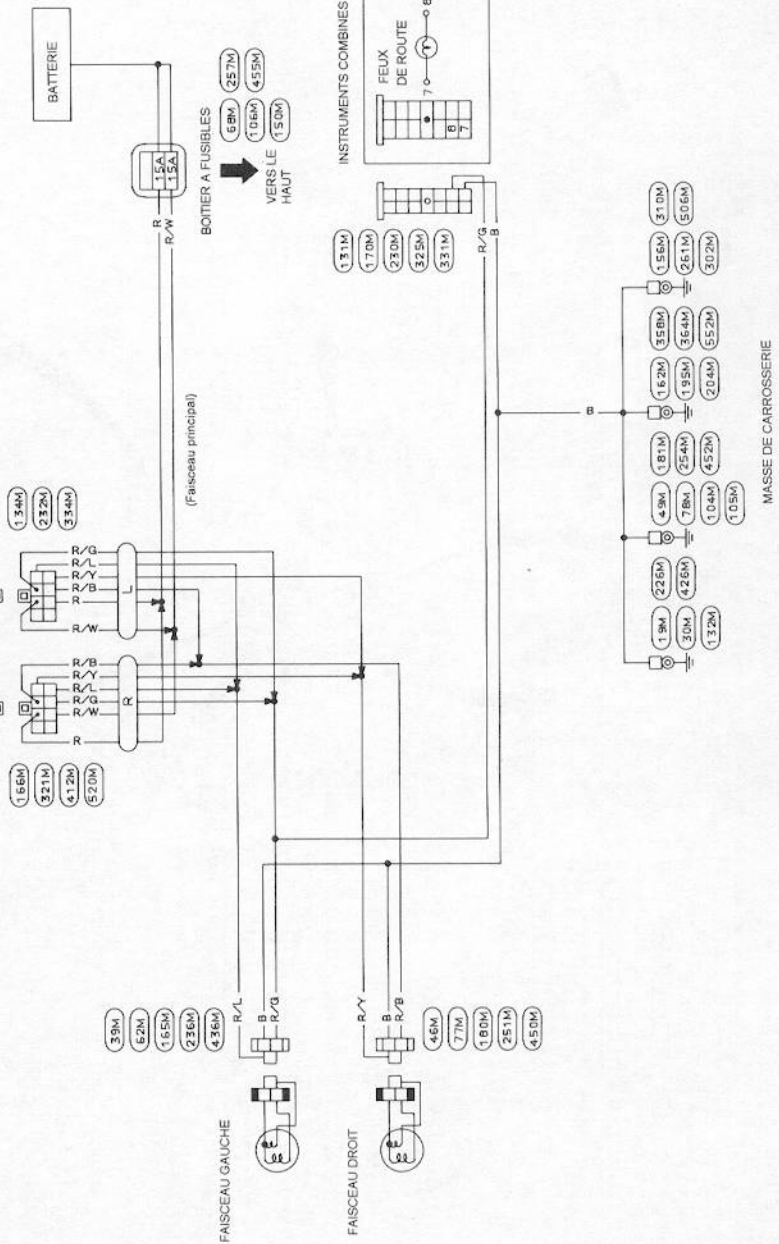 BATTERIE
15A
15A
R
R/W
BOITIER A FUSIBLES
VERS LE
HAUT
68M
106M
150M
257M
455M
INSTRUMENTS COMBINES
FEUX
DE ROUTE
7
8
8
7
131M
170M
230M
325M
331M
R/G
B
(Faisceau principal)
134M
232M
334M
R/G
R/L
R/Y
R/B
R
R/W
L
R/B
R/Y
R/L
R/G
R/W
R
R
166M
321M
412M
520M
39M
62M
165M
236M
436M
R/L
B
R/G
FAISCEAU GAUCHE
R/Y
B
R/B
FAISCEAU DROIT
46M
77M
180M
251M
450M
B
19M
30M
132M
226M
426M
49M
78M
104M
105M
181M
254M
452M
162M
195M
204M
358M
364M
552M
156M
261M
302M
310M
506M
MASSE DE CARROSSERIE